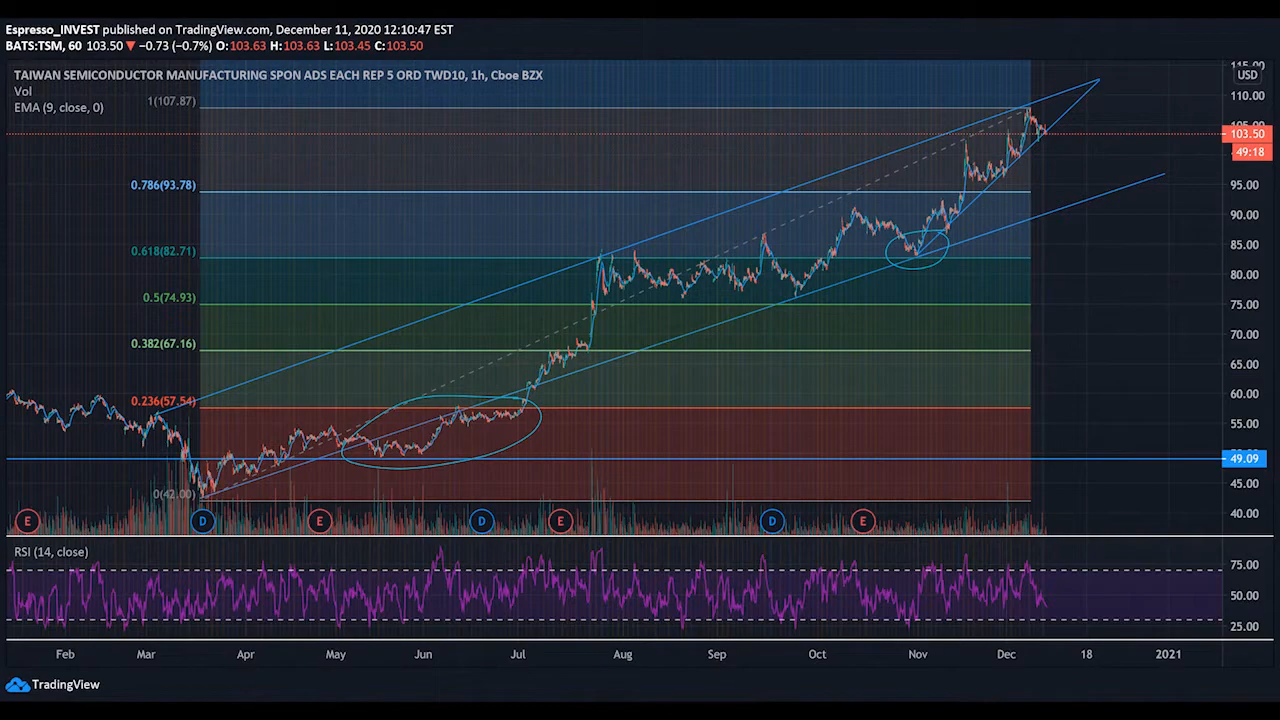 Espresso_INVEST published on TradingView.com, December 11, 2020 12:10:47 EST
BATS:TSM, 60 103.50 ▼ −0.73 (−0.7%) O:103.63 H:103.63 L:103.45 C:103.50
TAIWAN SEMICONDUCTOR MANUFACTURING SPON ADS EACH REP 5 ORD TWD10, 1h, Cboe BZX
Vol
EMA (9, close, 0)
1(107.87)
0.786(93.78)
0.618(82.71)
0.5(74.93)
0.382(67.16)
0.236(57.54)
0(42.00)
115.00
USD
110.00
105.00
103.50
49:18
95.00
90.00
85.00
80.00
75.00
70.00
65.00
60.00
55.00
49.09
45.00
40.00
E D E D E D E
RSI (14, close)
75.00
50.00
25.00
Feb Mar Apr May Jun Jul Aug Sep Oct Nov Dec 18 2021
TradingView